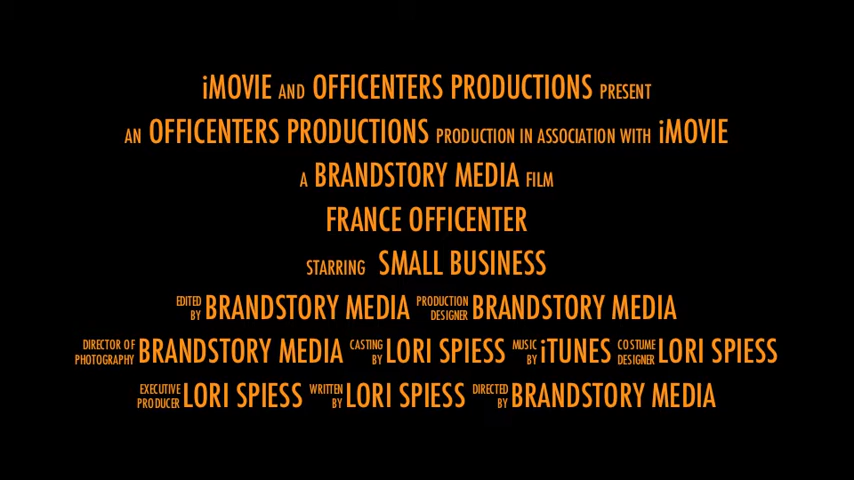 iMOVIE AND OFFICENTERS PRODUCTIONS PRESENT
AN OFFICENTERS PRODUCTIONS PRODUCTION IN ASSOCIATION WITH iMOVIE
A BRANDSTORY MEDIA FILM
FRANCE OFFICENTER
STARRING SMALL BUSINESS
EDITED BY BRANDSTORY MEDIA PRODUCTION DESIGNER BRANDSTORY MEDIA
DIRECTOR OF PHOTOGRAPHY BRANDSTORY MEDIA CASTING BY LORI SPIESS MUSIC BY iTUNES COSTUME DESIGNER LORI SPIESS
EXECUTIVE PRODUCER LORI SPIESS WRITTEN BY LORI SPIESS DIRECTED BY BRANDSTORY MEDIA